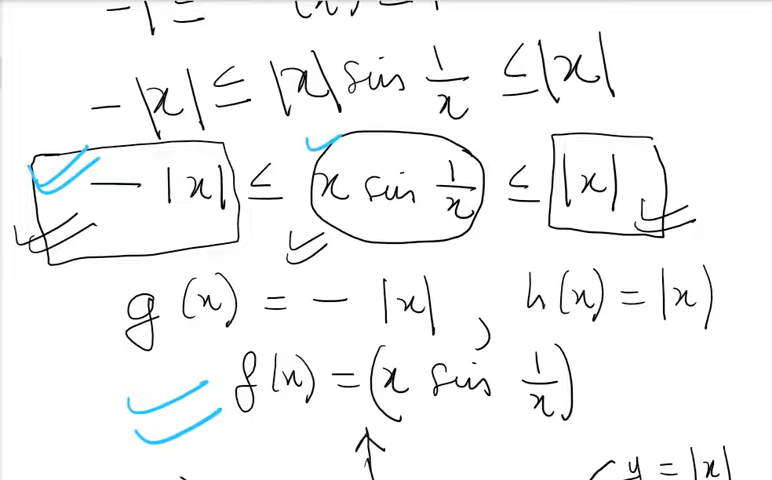 -|x| ≤ |x| sin 1/x ≤ |x|
-|x| ≤ x sin 1/x ≤ |x|
g(x) = -|x|, h(x) = |x|
f(x) = (x sin 1/x)
y = |x|